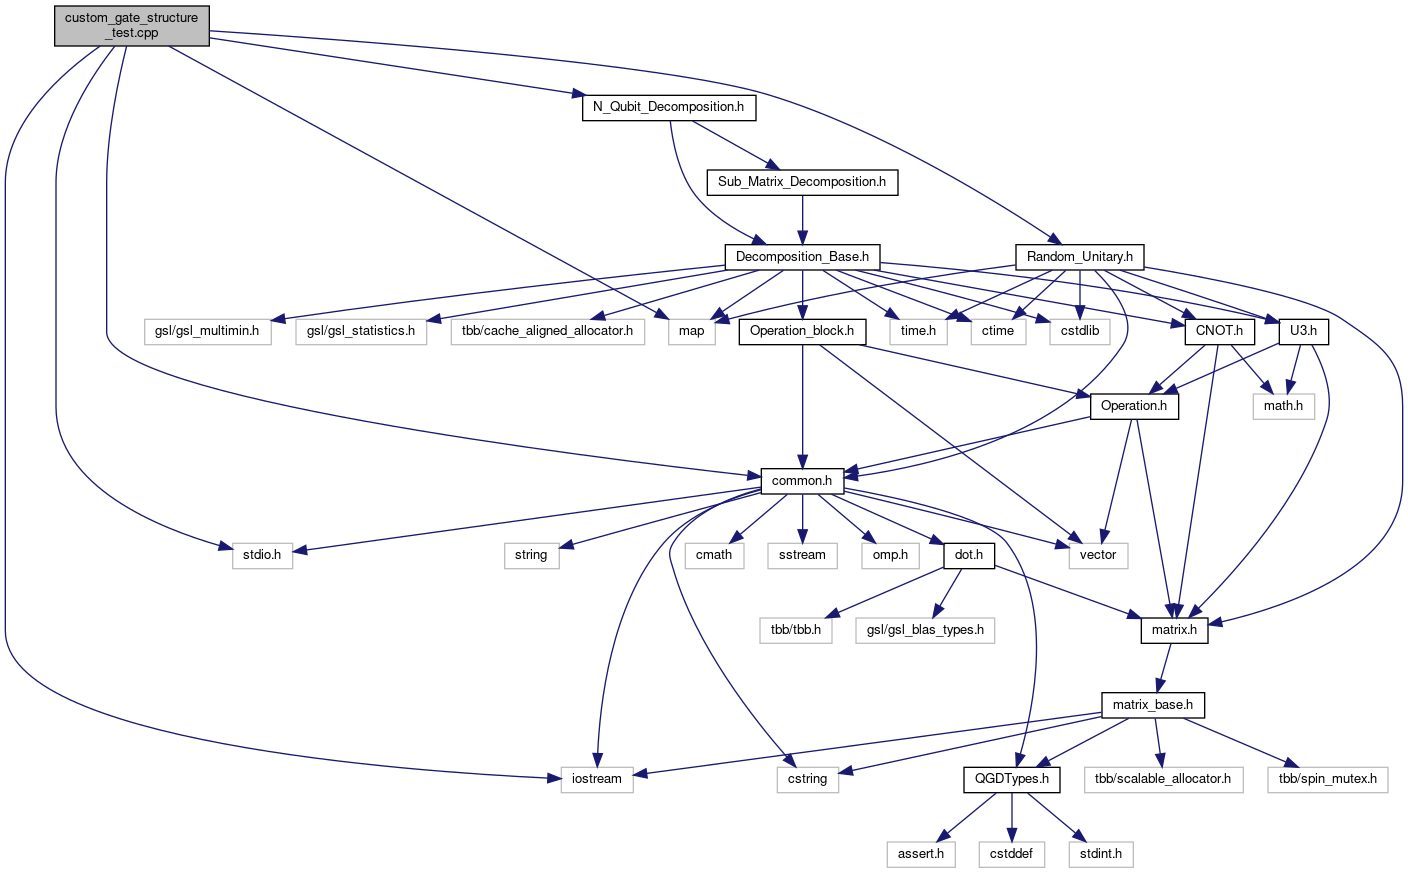 custom_gate_structure
_test.cpp
N_Qubit_Decomposition.h
Sub_Matrix_Decomposition.h
Decomposition_Base.h
Random_Unitary.h
gsl/gsl_multimin.h
gsl/gsl_statistics.h
tbb/cache_aligned_allocator.h
map
Operation_block.h
time.h
ctime
cstdlib
CNOT.h
U3.h
Operation.h
math.h
common.h
stdio.h
string
cmath
sstream
omp.h
dot.h
vector
tbb/tbb.h
gsl/gsl_blas_types.h
matrix.h
matrix_base.h
iostream
cstring
QGDTypes.h
tbb/scalable_allocator.h
tbb/spin_mutex.h
assert.h
cstddef
stdint.h